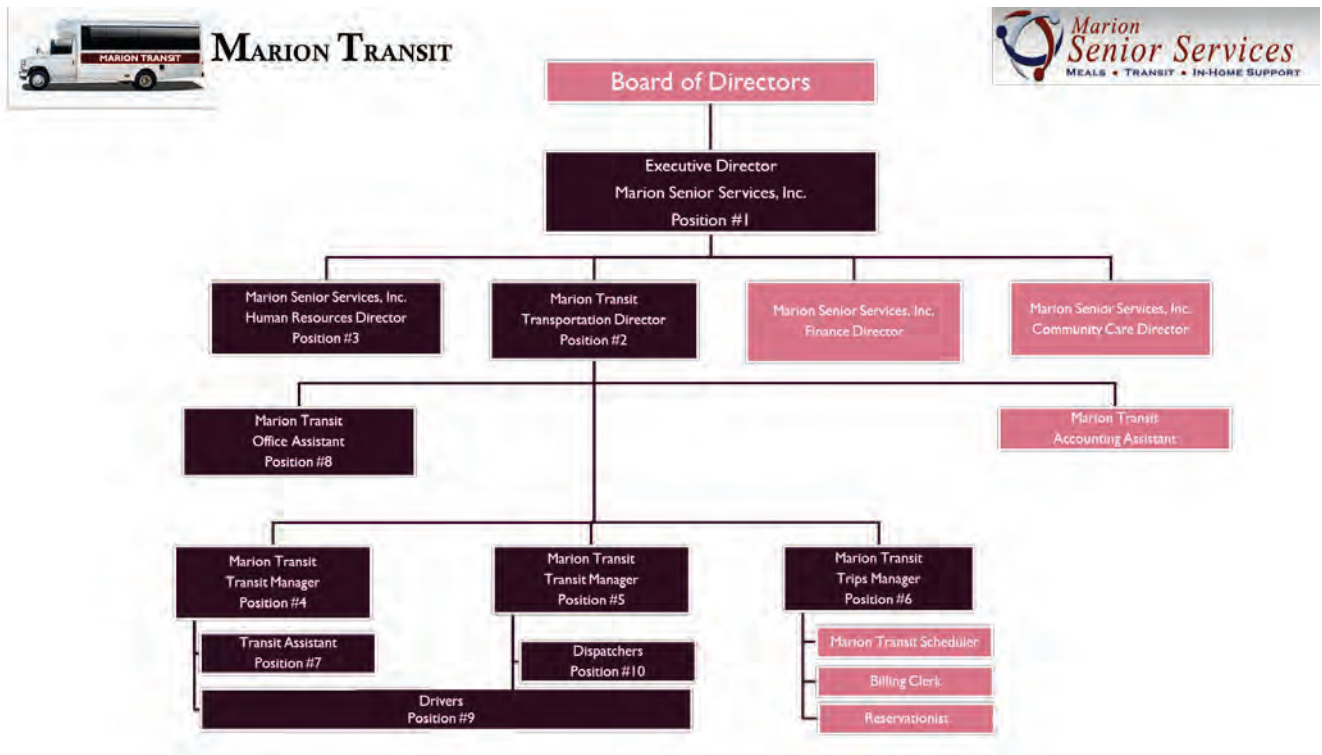 MARION TRANSIT
MARION TRANSIT
Marion
Senior Services
MEALS • TRANSIT • IN-HOME SUPPORT
Board of Directors
Executive Director
Marion Senior Services, Inc.
Position #1
Marion Senior Services, Inc.
Human Resources Director
Position #3
Marion Transit
Transportation Director
Position #2
Marion Senior Services, Inc.
Finance Director
Marion Senior Services, Inc.
Community Care Director
Marion Transit
Office Assistant
Position #8
Marion Transit
Accounting Assistant
Marion Transit
Transit Manager
Position #4
Marion Transit
Transit Manager
Position #5
Marion Transit
Trips Manager
Position #6
Transit Assistant
Position #7
Dispatchers
Position #10
Drivers
Position #9
Marion Transit Scheduler
Billing Clerk
Reservationist